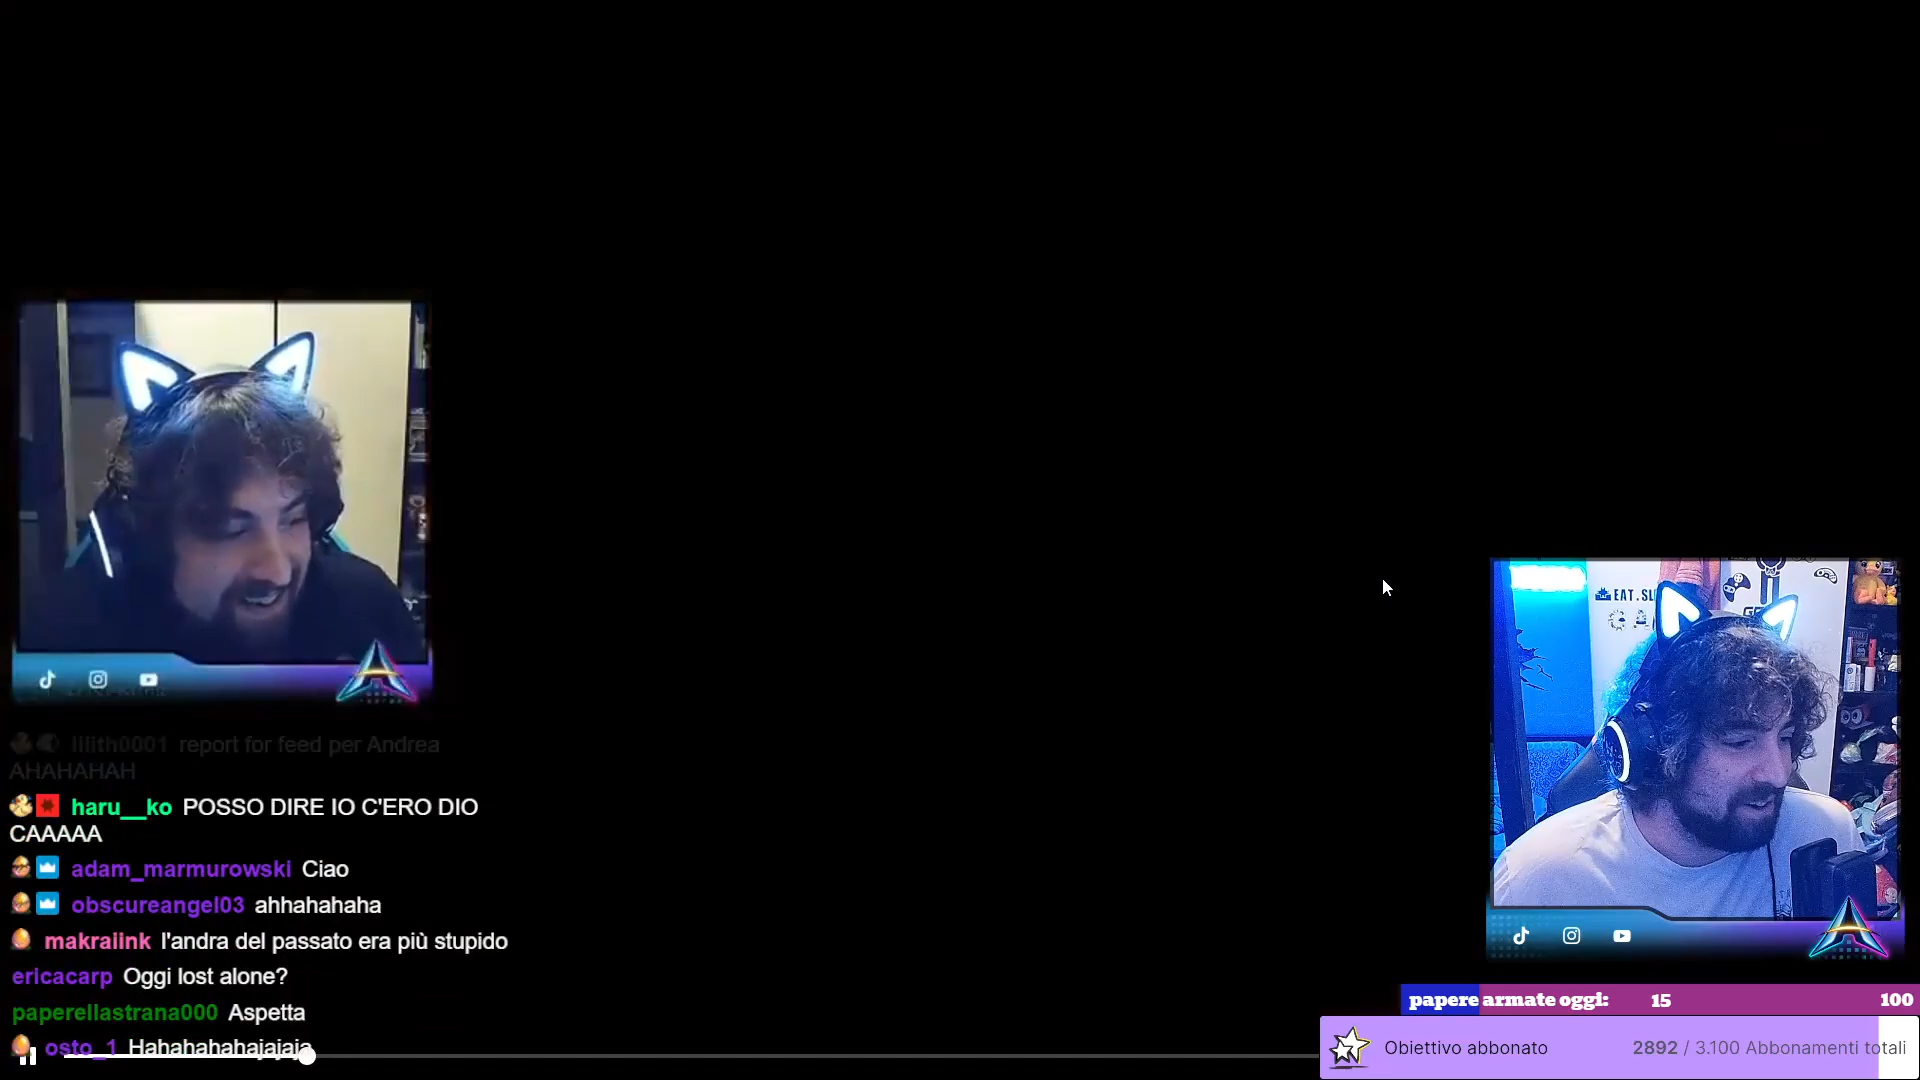 lilith0001 report for feed per Andrea
AHAHAHAH
haru__ko POSSO DIRE IO C'ERO DIO
CAAAAA
adam_marmurowski Ciao
obscureangel03 ahhahahaha
makraiink l'andra del passato era più stupido
ericacarp Oggi lost alone?
paperellastrana000 Aspetta
osto_1 Hahahahahajajaja
EAT.SL
papere armate oggi: 15 100
Obiettivo abbonato 2892 / 3.100 Abbonamenti totali